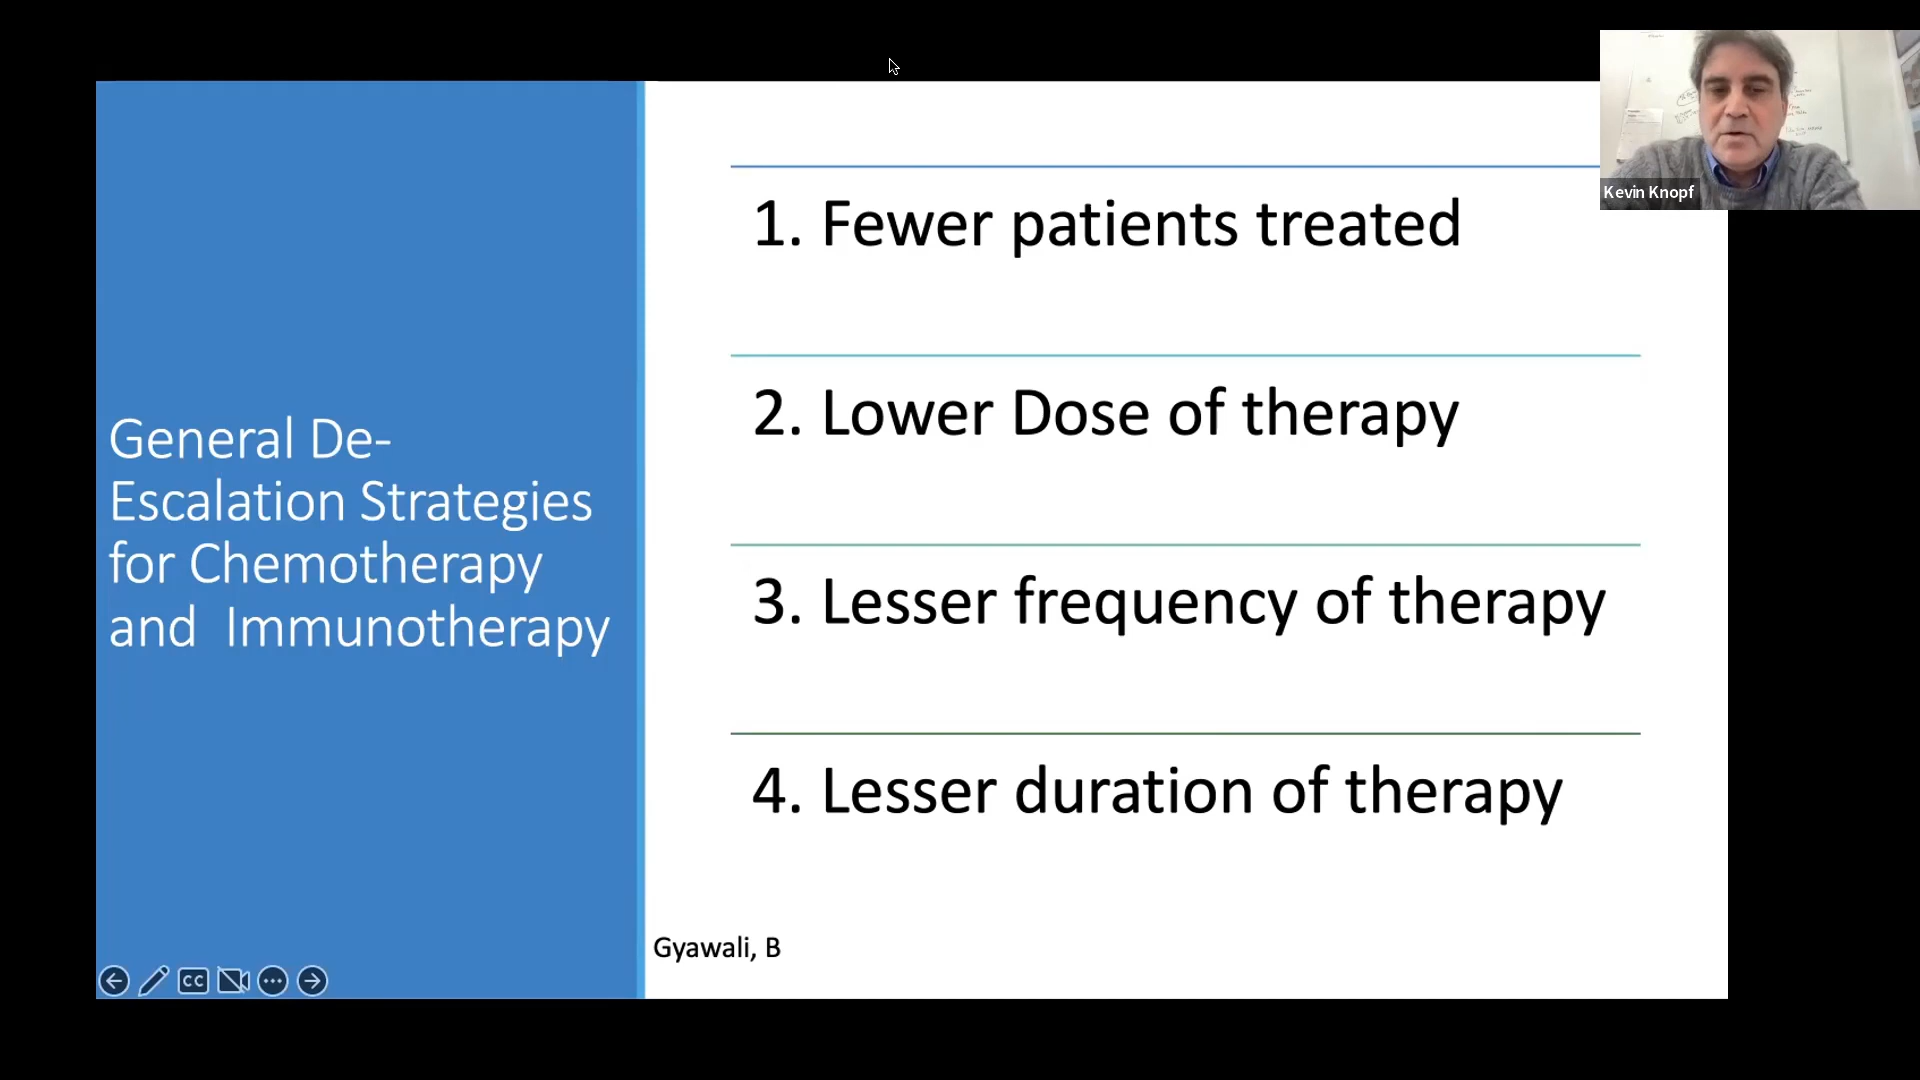 General De-
Escalation Strategies
for Chemotherapy
and  Immunotherapy
1. Fewer patients treated
2. Lower Dose of therapy
3. Lesser frequency of therapy
4. Lesser duration of therapy
Gyawali, B
Kevin Knopf
CC